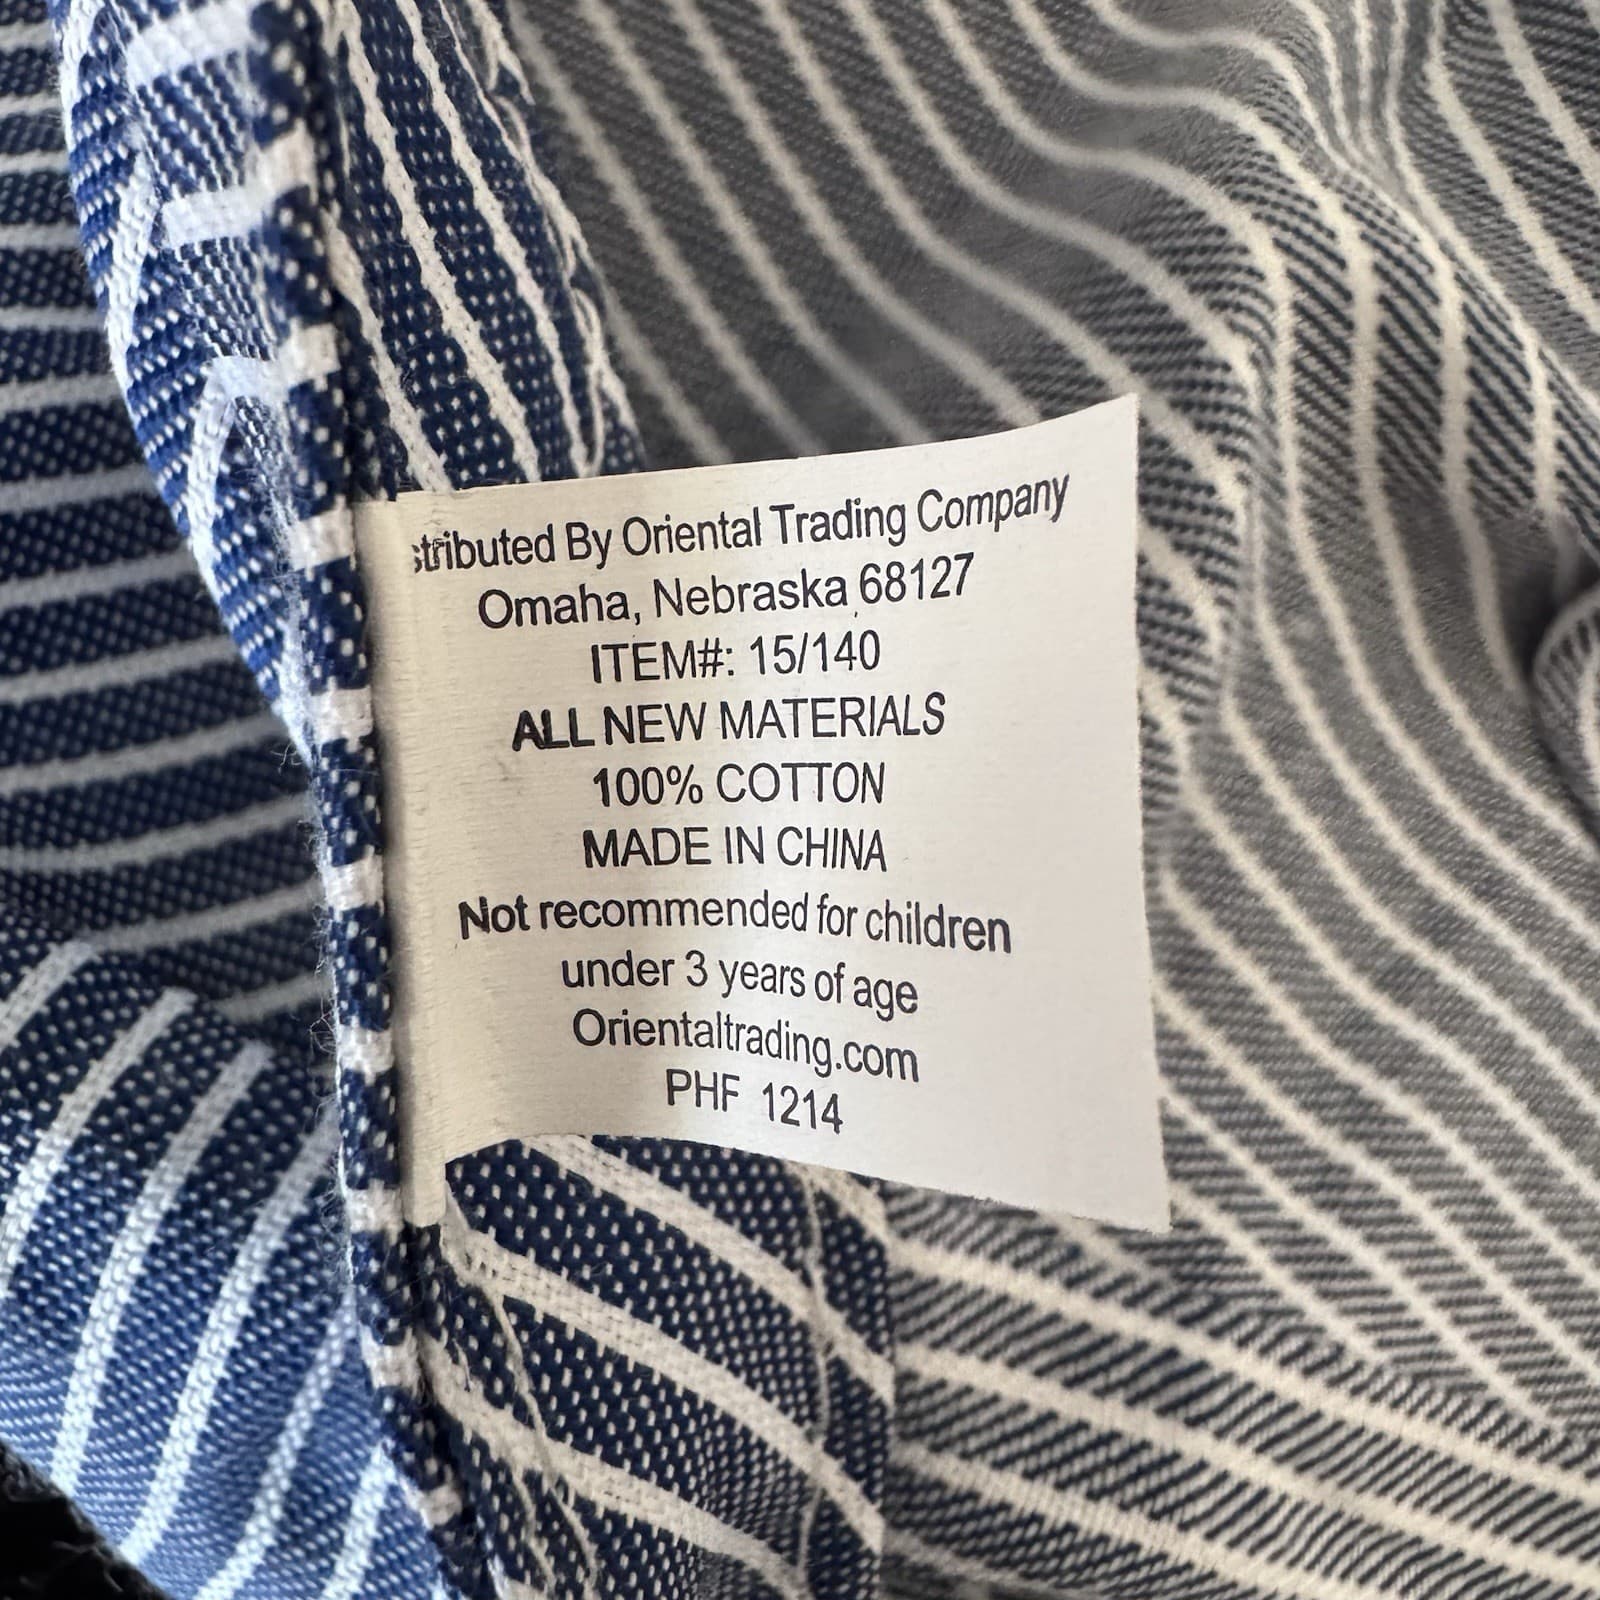 stributed By Oriental Trading Company
Omaha, Nebraska 68127
ITEM#: 15/140
ALL NEW MATERIALS
100% COTTON
MADE IN CHINA
Not recommended for children
under 3 years of age
Orientaltrading.com
PHF 1214